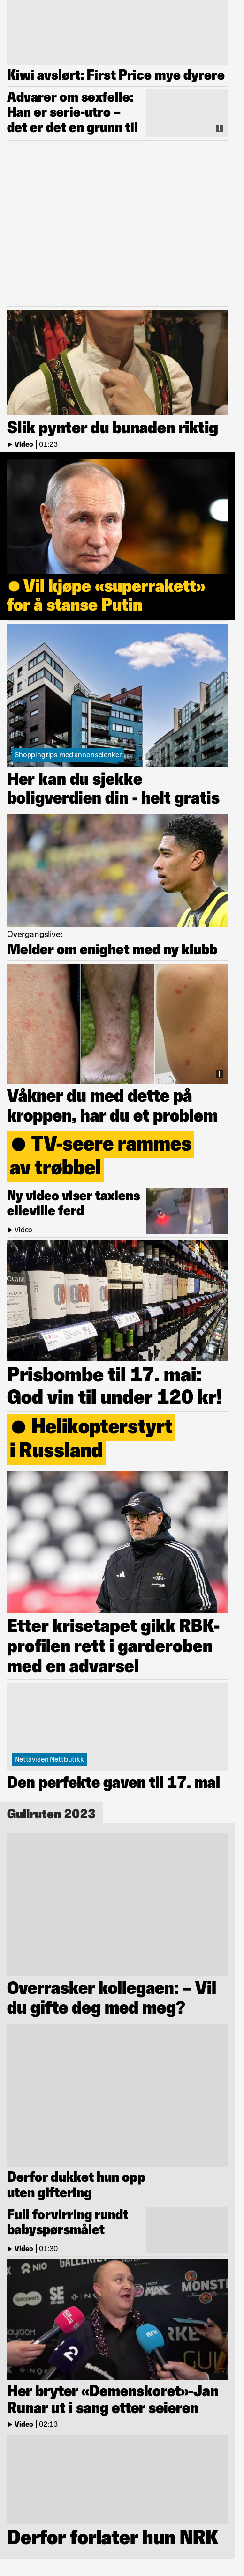 Kiwi avslørt: First Price mye dyrere
Advarer om sexfelle:
Han er serie-utro –
det er det en grunn til
Slik pynter du bunaden riktig
Video | 01:23
Vil kjøpe «superrakett»
for å stanse Putin
Shoppingtips med annonselenker
Her kan du sjekke
boligverdien din - helt gratis
Overgangslive:
Melder om enighet med ny klubb
Våkner du med dette på
kroppen, har du et problem
TV-seere rammes
av trøbbel
Ny video viser taxiens
elleville ferd
Video
Prisbombe til 17. mai:
God vin til under 120 kr!
Helikopterstyrt
i Russland
Etter krisetapet gikk RBK-
profilen rett i garderoben
med en advarsel
Nettavisen Nettbutikk
Den perfekte gaven til 17. mai
Gullruten 2023
Overrasker kollegaen: – Vil
du gifte deg med meg?
Derfor dukket hun opp
uten giftering
Full forvirring rundt
babyspørsmålet
Video | 01:30
NRK
2
Her bryter «Demenskoret»-Jan
Runar ut i sang etter seieren
Video | 02:13
Derfor forlater hun NRK